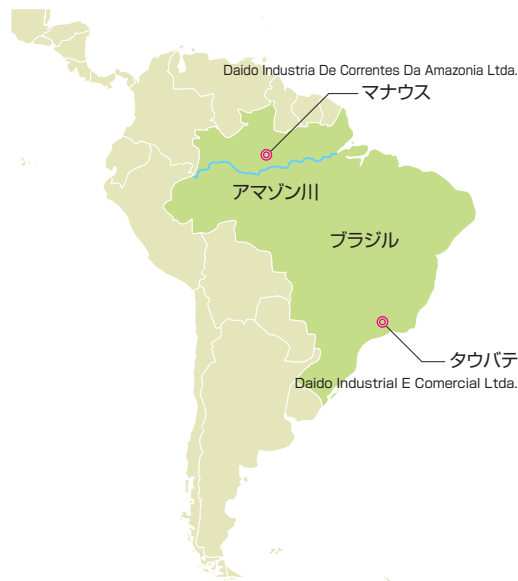 Daido Industria De Correntes Da Amazonia Ltda.
マナウス
アマゾン川
ブラジル
タウバテ
Daido Industrial E Comercial Ltda.